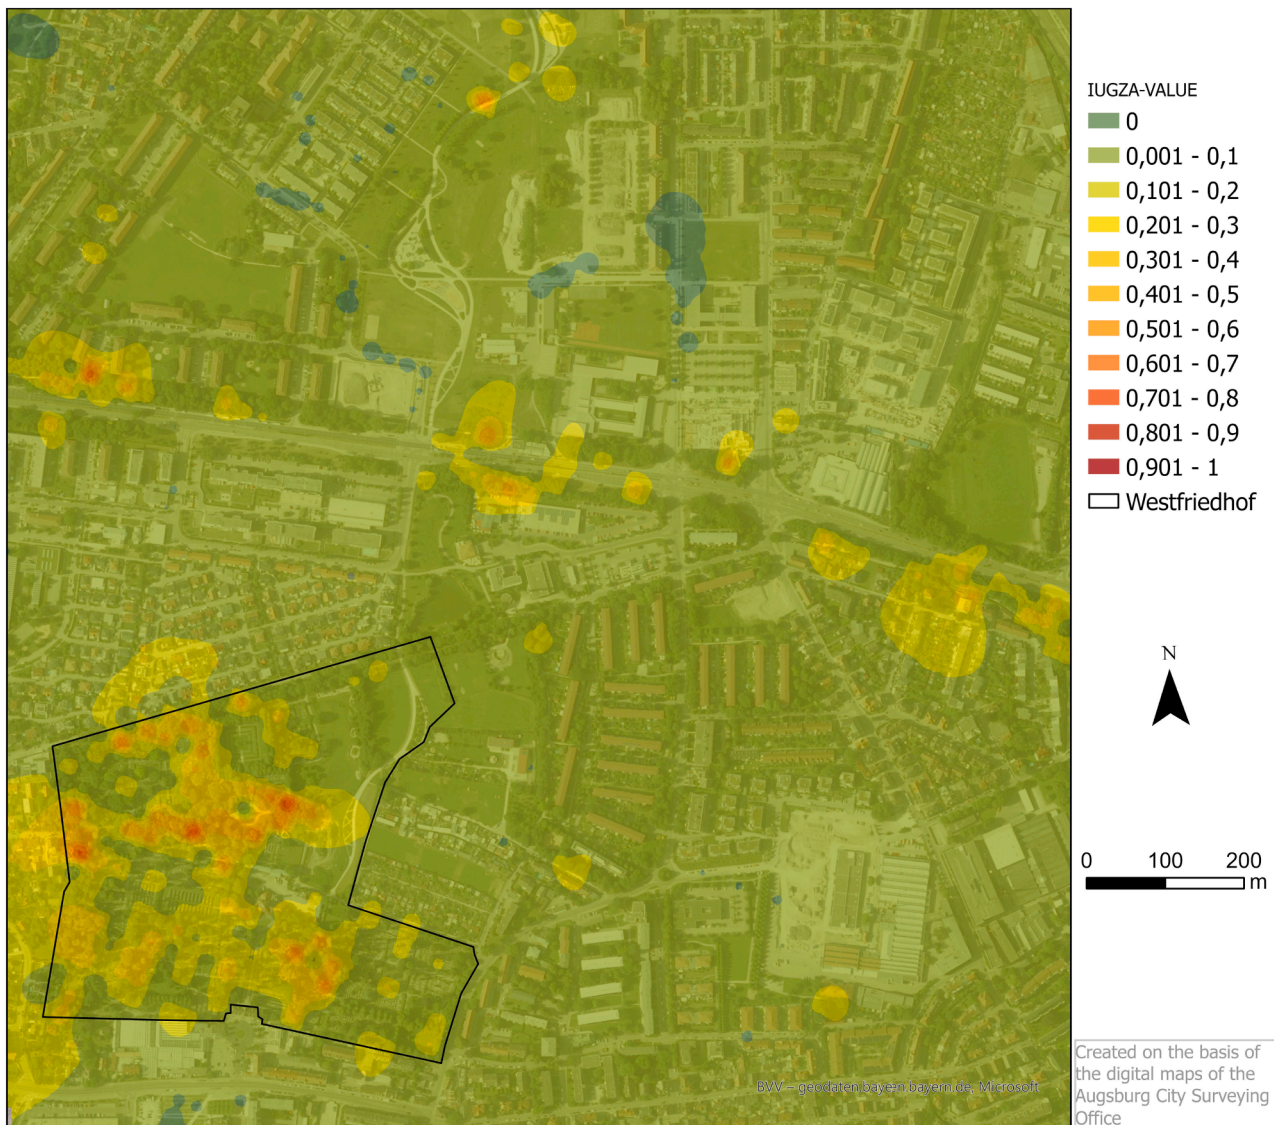 IUGZA-VALUE
0
0,001 - 0,1
0,101 - 0,2
0,201 - 0,3
0,301 - 0,4
0,401 - 0,5
0,501 - 0,6
0,601 - 0,7
0,701 - 0,8
0,801 - 0,9
0,901 - 1
Westfriedhof
N
0 100 200
m
BVV – geodaten.bayern.bayern.de, Microsoft
Created on the basis of
the digital maps of the
Augsburg City Surveying
Office